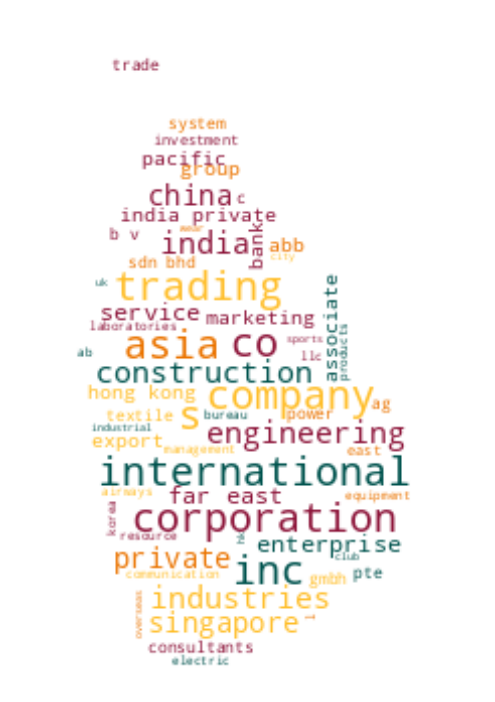 trade
system
investment
pacific
group
china
c
india private
b v
wear
india
bank
abb
city
sdn bhd
uk
trading
associate
service
marketing
laboratories
products
asia
co
sports
llc
ab
construction
hong kong
company
ag
textile
s
bureau
power
industrial
engineering
export
management
east
international
airways
far east
equipment
korea
corporation
resource
hk
enterprise
club
private
inc
communication
gmbh
pte
overseas
industries
singapore
consultants
electric